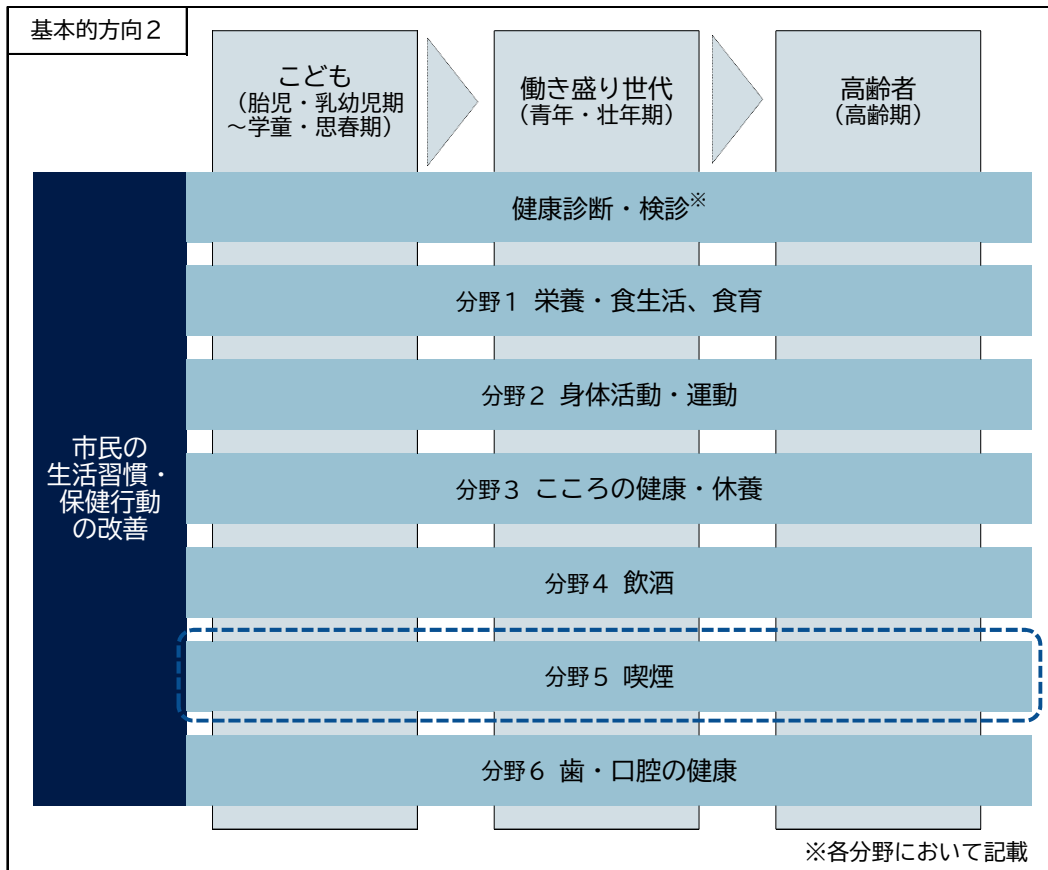 基本的方向２
こども
（胎児・乳幼児期
～学童・思春期）
働き盛り世代
（青年・壮年期）
高齢者
（高齢期）
市民の
生活習慣・
保健行動
の改善
健康診断・検診※
分野１ 栄養・食生活、食育
分野２ 身体活動・運動
分野３ こころの健康・休養
分野４ 飲酒
分野５ 喫煙
分野６ 歯・口腔の健康
※各分野において記載